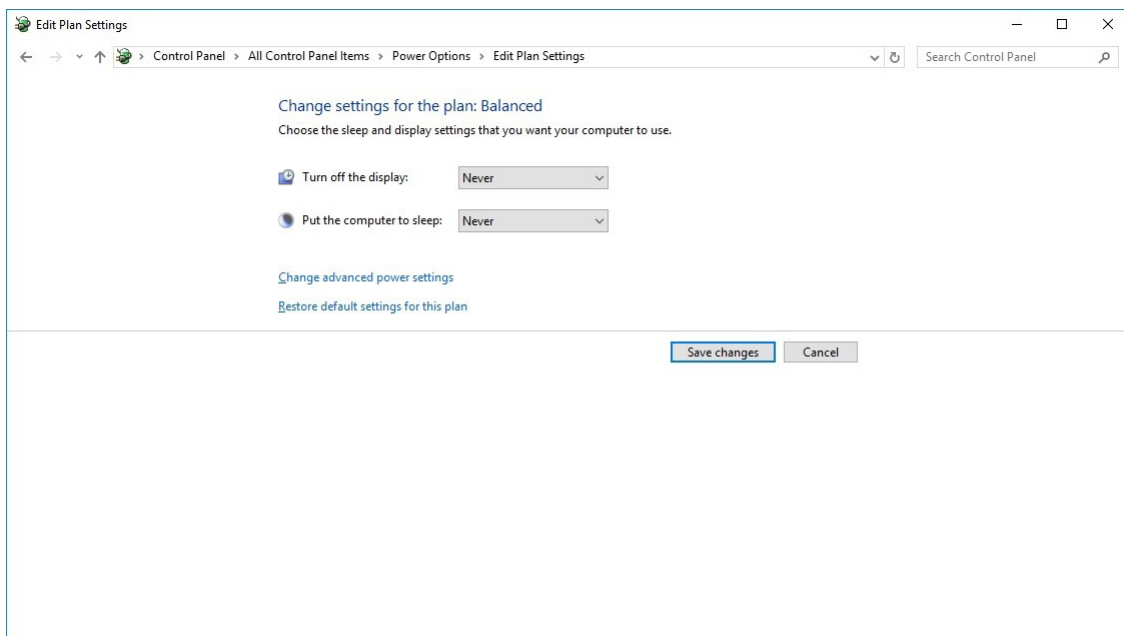 Edit Plan Settings
Control Panel > All Control Panel Items > Power Options > Edit Plan Settings
Search Control Panel
Change settings for the plan: Balanced
Choose the sleep and display settings that you want your computer to use.
Turn off the display: Never
Put the computer to sleep: Never
Change advanced power settings
Restore default settings for this plan
Save changes Cancel